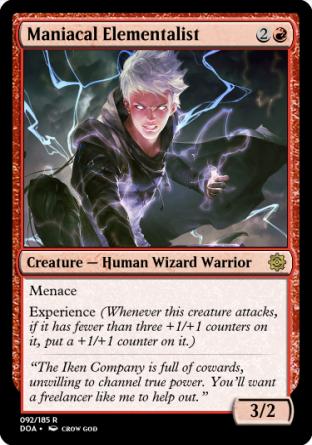 Maniacal Elementalist 2
Creature — Human Wizard Warrior
Menace
Experience (Whenever this creature attacks,
if it has fewer than three +1/+1 counters on
it, put a +1/+1 counter on it.)
“The Iken Company is full of cowards,
unwilling to channel true power. You’ll want
a freelancer like me to help out.”
3/2
092/185 R
DOA • CROW GOD